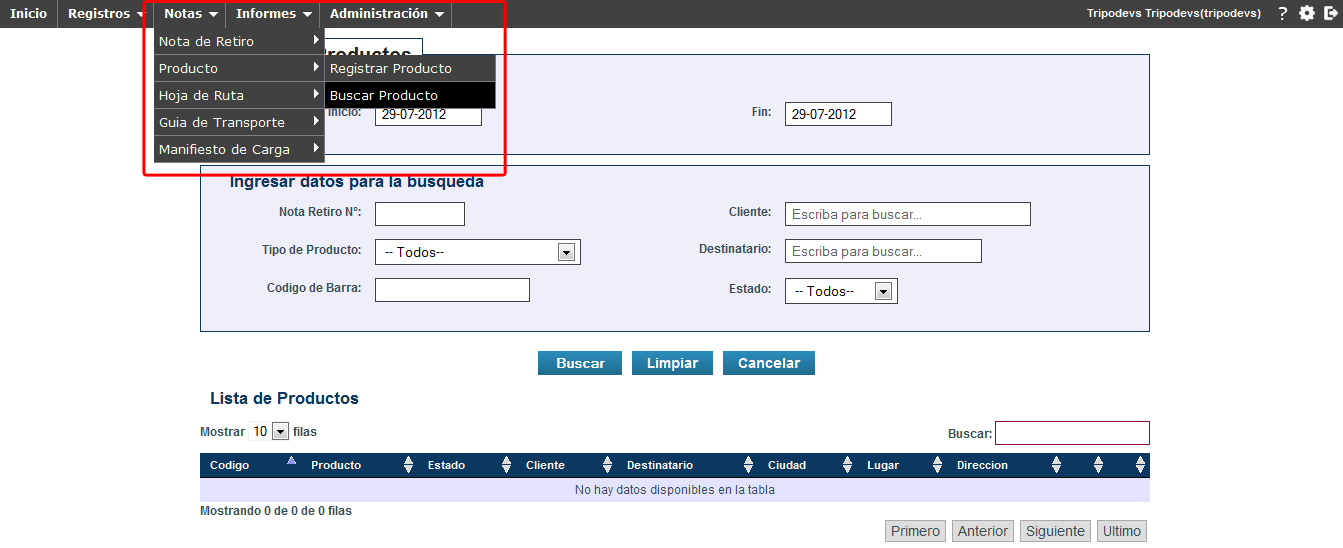 Inicio Registros Notas Informes Administración Tripodevs Tripodevs(tripodevs) ?
Nota de Retiro
Productos
Producto Registrar Producto
Hoja de Ruta Buscar Producto
Inicio: 29-07-2012 Fin: 29-07-2012
Guia de Transporte
Manifiesto de Carga
Ingresar datos para la busqueda
Nota Retiro N°: Cliente: Escriba para buscar...
Tipo de Producto: -- Todos-- Destinatario: Escriba para buscar...
Codigo de Barra: Estado: -- Todos--
Buscar Limpiar Cancelar
Lista de Productos
Mostrar 10 filas Buscar:
Codigo Producto Estado Cliente Destinatario Ciudad Lugar Direccion
No hay datos disponibles en la tabla
Mostrando 0 de 0 de 0 filas
Primero Anterior Siguiente Ultimo